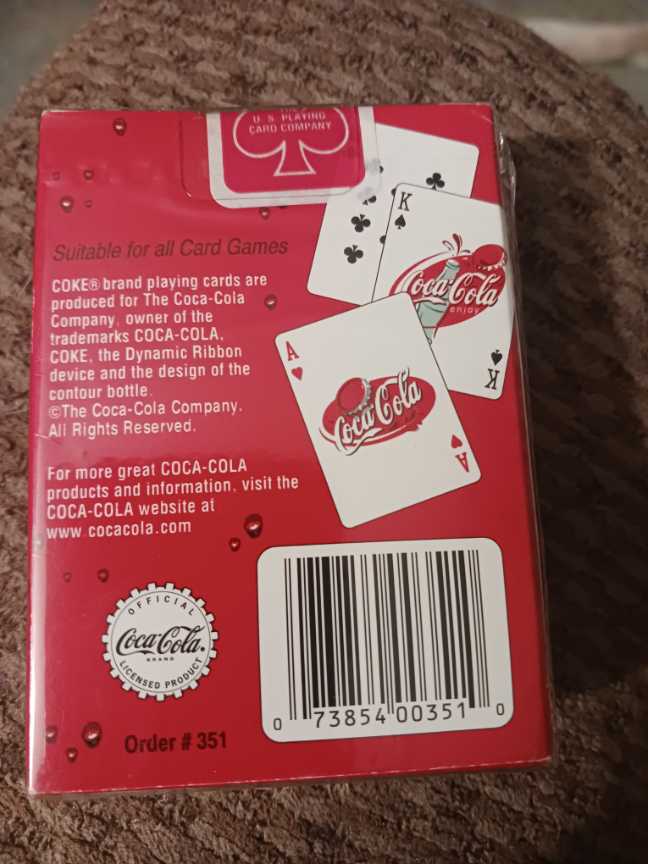 U.S. PLAYING
CARD COMPANY
Suitable for all Card Games
COKE® brand playing cards are
produced for The Coca-Cola
Company, owner of the
trademarks COCA-COLA,
COKE, the Dynamic Ribbon
device and the design of the
contour bottle.
©The Coca-Cola Company.
All Rights Reserved.
For more great COCA-COLA
products and information, visit the
COCA-COLA website at
www.cocacola.com
K
Coca-Cola
enjoy
K
A
Coca-Cola
A
OFFICIAL
Coca-Cola
BRAND
LICENSED PRODUCT
Order # 351
0 73854 00351 0